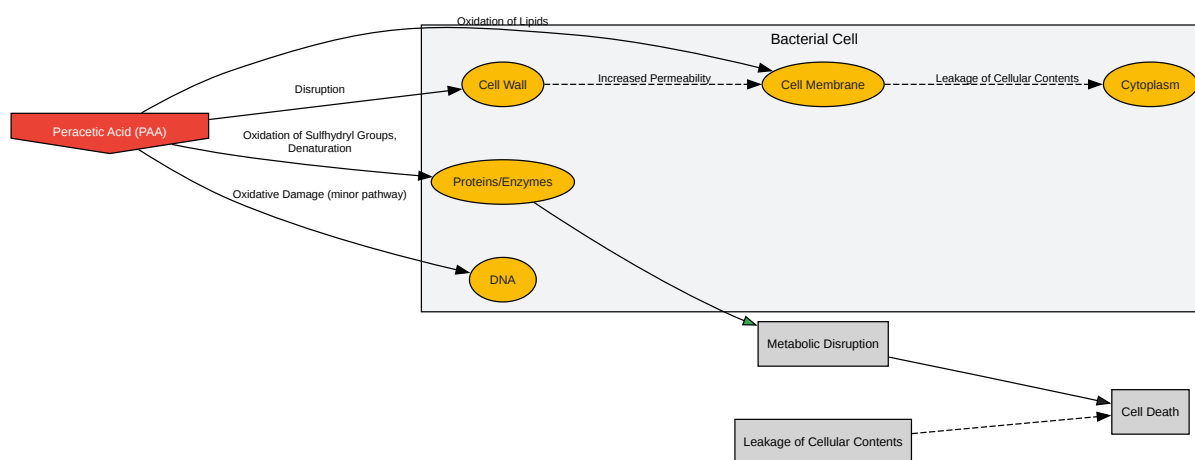 Oxidation of Lipids
Bacterial Cell
Cell Wall
Increased Permeability
Cell Membrane
Leakage of Cellular Contents
Cytoplasm
Disruption
Peracetic Acid (PAA)
Oxidation of Sulfhydryl Groups,
Denaturation
Proteins/Enzymes
Oxidative Damage (minor pathway)
DNA
Metabolic Disruption
Cell Death
Leakage of Cellular Contents